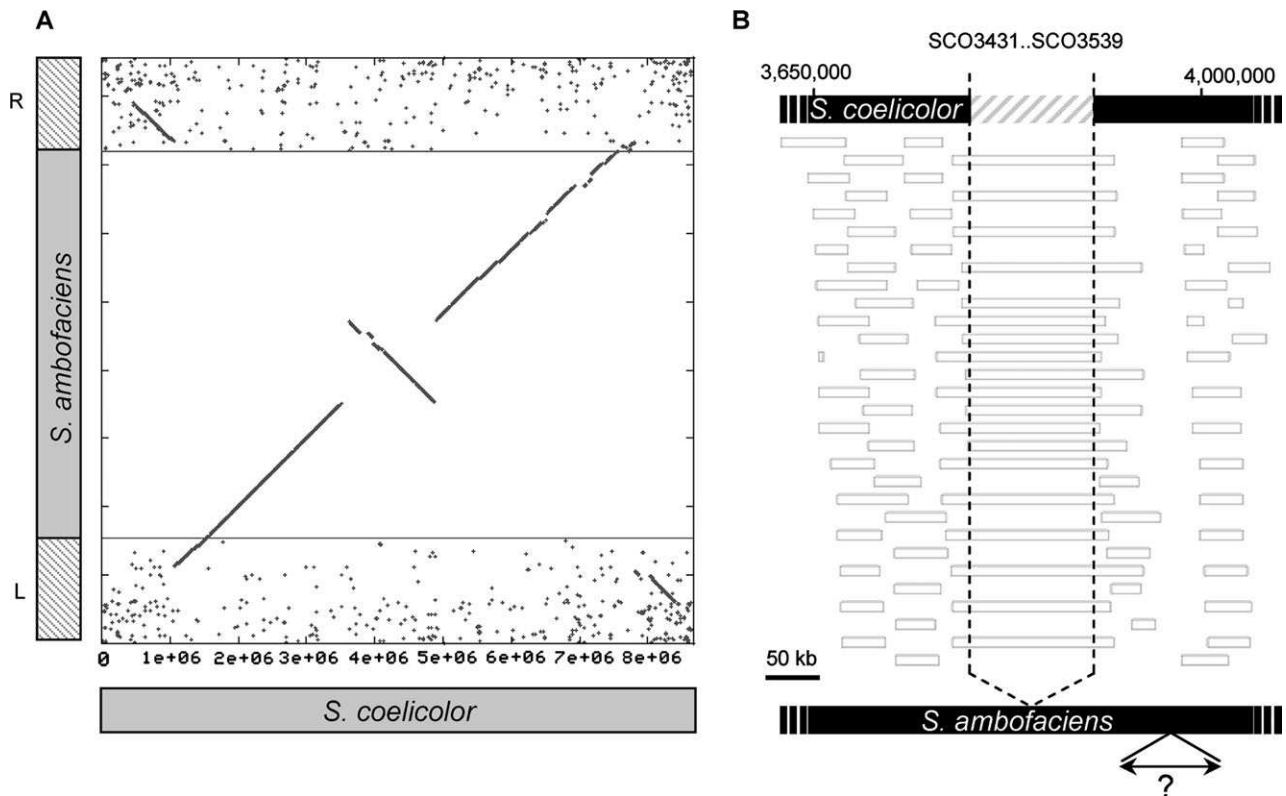 A
R
S. ambofaciens
L
0 1e+06 2e+06 3e+06 4e+06 5e+06 6e+06 7e+06 8e+06
S. coelicolor
B
SCO3431..SCO3539
3,650,000 4,000,000
S. coelicolor
50 kb
S. ambofaciens
?